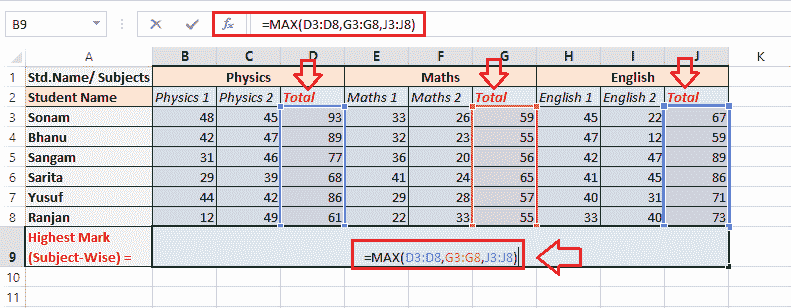 B9 fx =MAX(D3:D8,G3:G8,J3:J8)
A B C D E F G H I J K
1 Std.Name/ Subjects Physics Maths English
2 Student Name Physics 1 Physics 2 Total Maths 1 Maths 2 Total English 1 English 2 Total
3 Sonam 48 45 93 33 26 59 45 22 67
4 Bhanu 42 47 89 32 23 55 47 12 59
5 Sangam 31 46 77 36 20 56 42 47 89
6 Sarita 29 39 68 41 24 65 41 45 86
7 Yusuf 44 42 86 29 28 57 40 31 71
8 Ranjan 12 49 61 22 33 55 33 40 73
Highest Mark
9 (Subject-Wise) = =MAX(D3:D8,G3:G8,J3:J8)
10
11